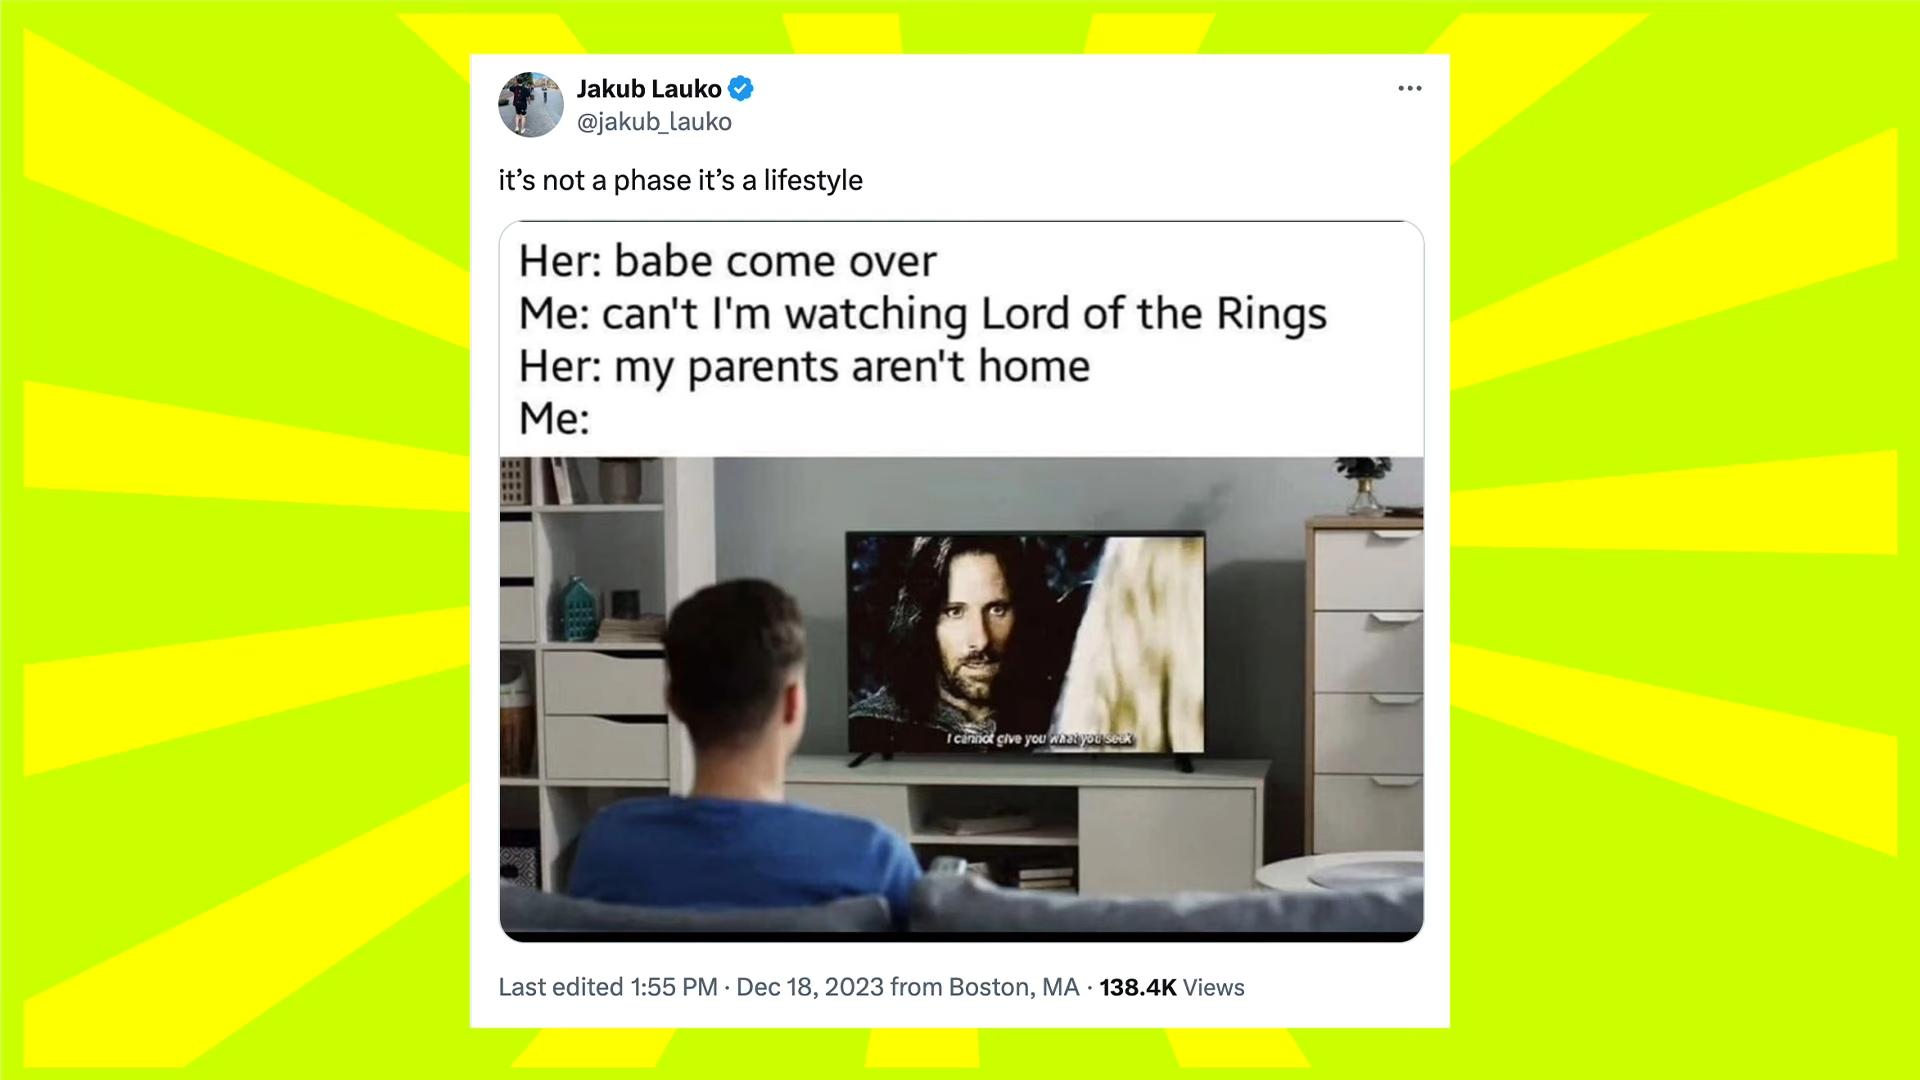 Jakub Lauko
@jakub_lauko
it’s not a phase it’s a lifestyle
Her: babe come over
Me: can't I'm watching Lord of the Rings
Her: my parents aren't home
Me:
I cannot give you what you seek
Last edited 1:55 PM · Dec 18, 2023 from Boston, MA · 138.4K Views